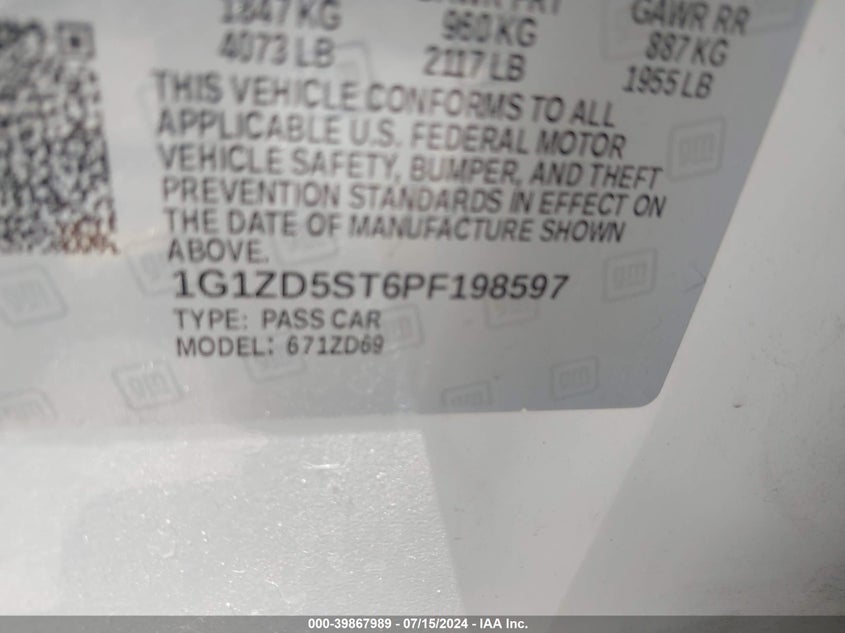 1847 KG
960 KG
GAWR RR
887 KG
4073 LB
2117 LB
1955 LB
THIS VEHICLE CONFORMS TO ALL
APPLICABLE U.S. FEDERAL MOTOR
VEHICLE SAFETY, BUMPER, AND THEFT
PREVENTION STANDARDS IN EFFECT ON
THE DATE OF MANUFACTURE SHOWN
ABOVE.
1G1ZD5ST6PF198597
TYPE: PASS CAR
MODEL: 671ZD69
gm
000-39867989 - 07/15/2024 - IAA Inc.